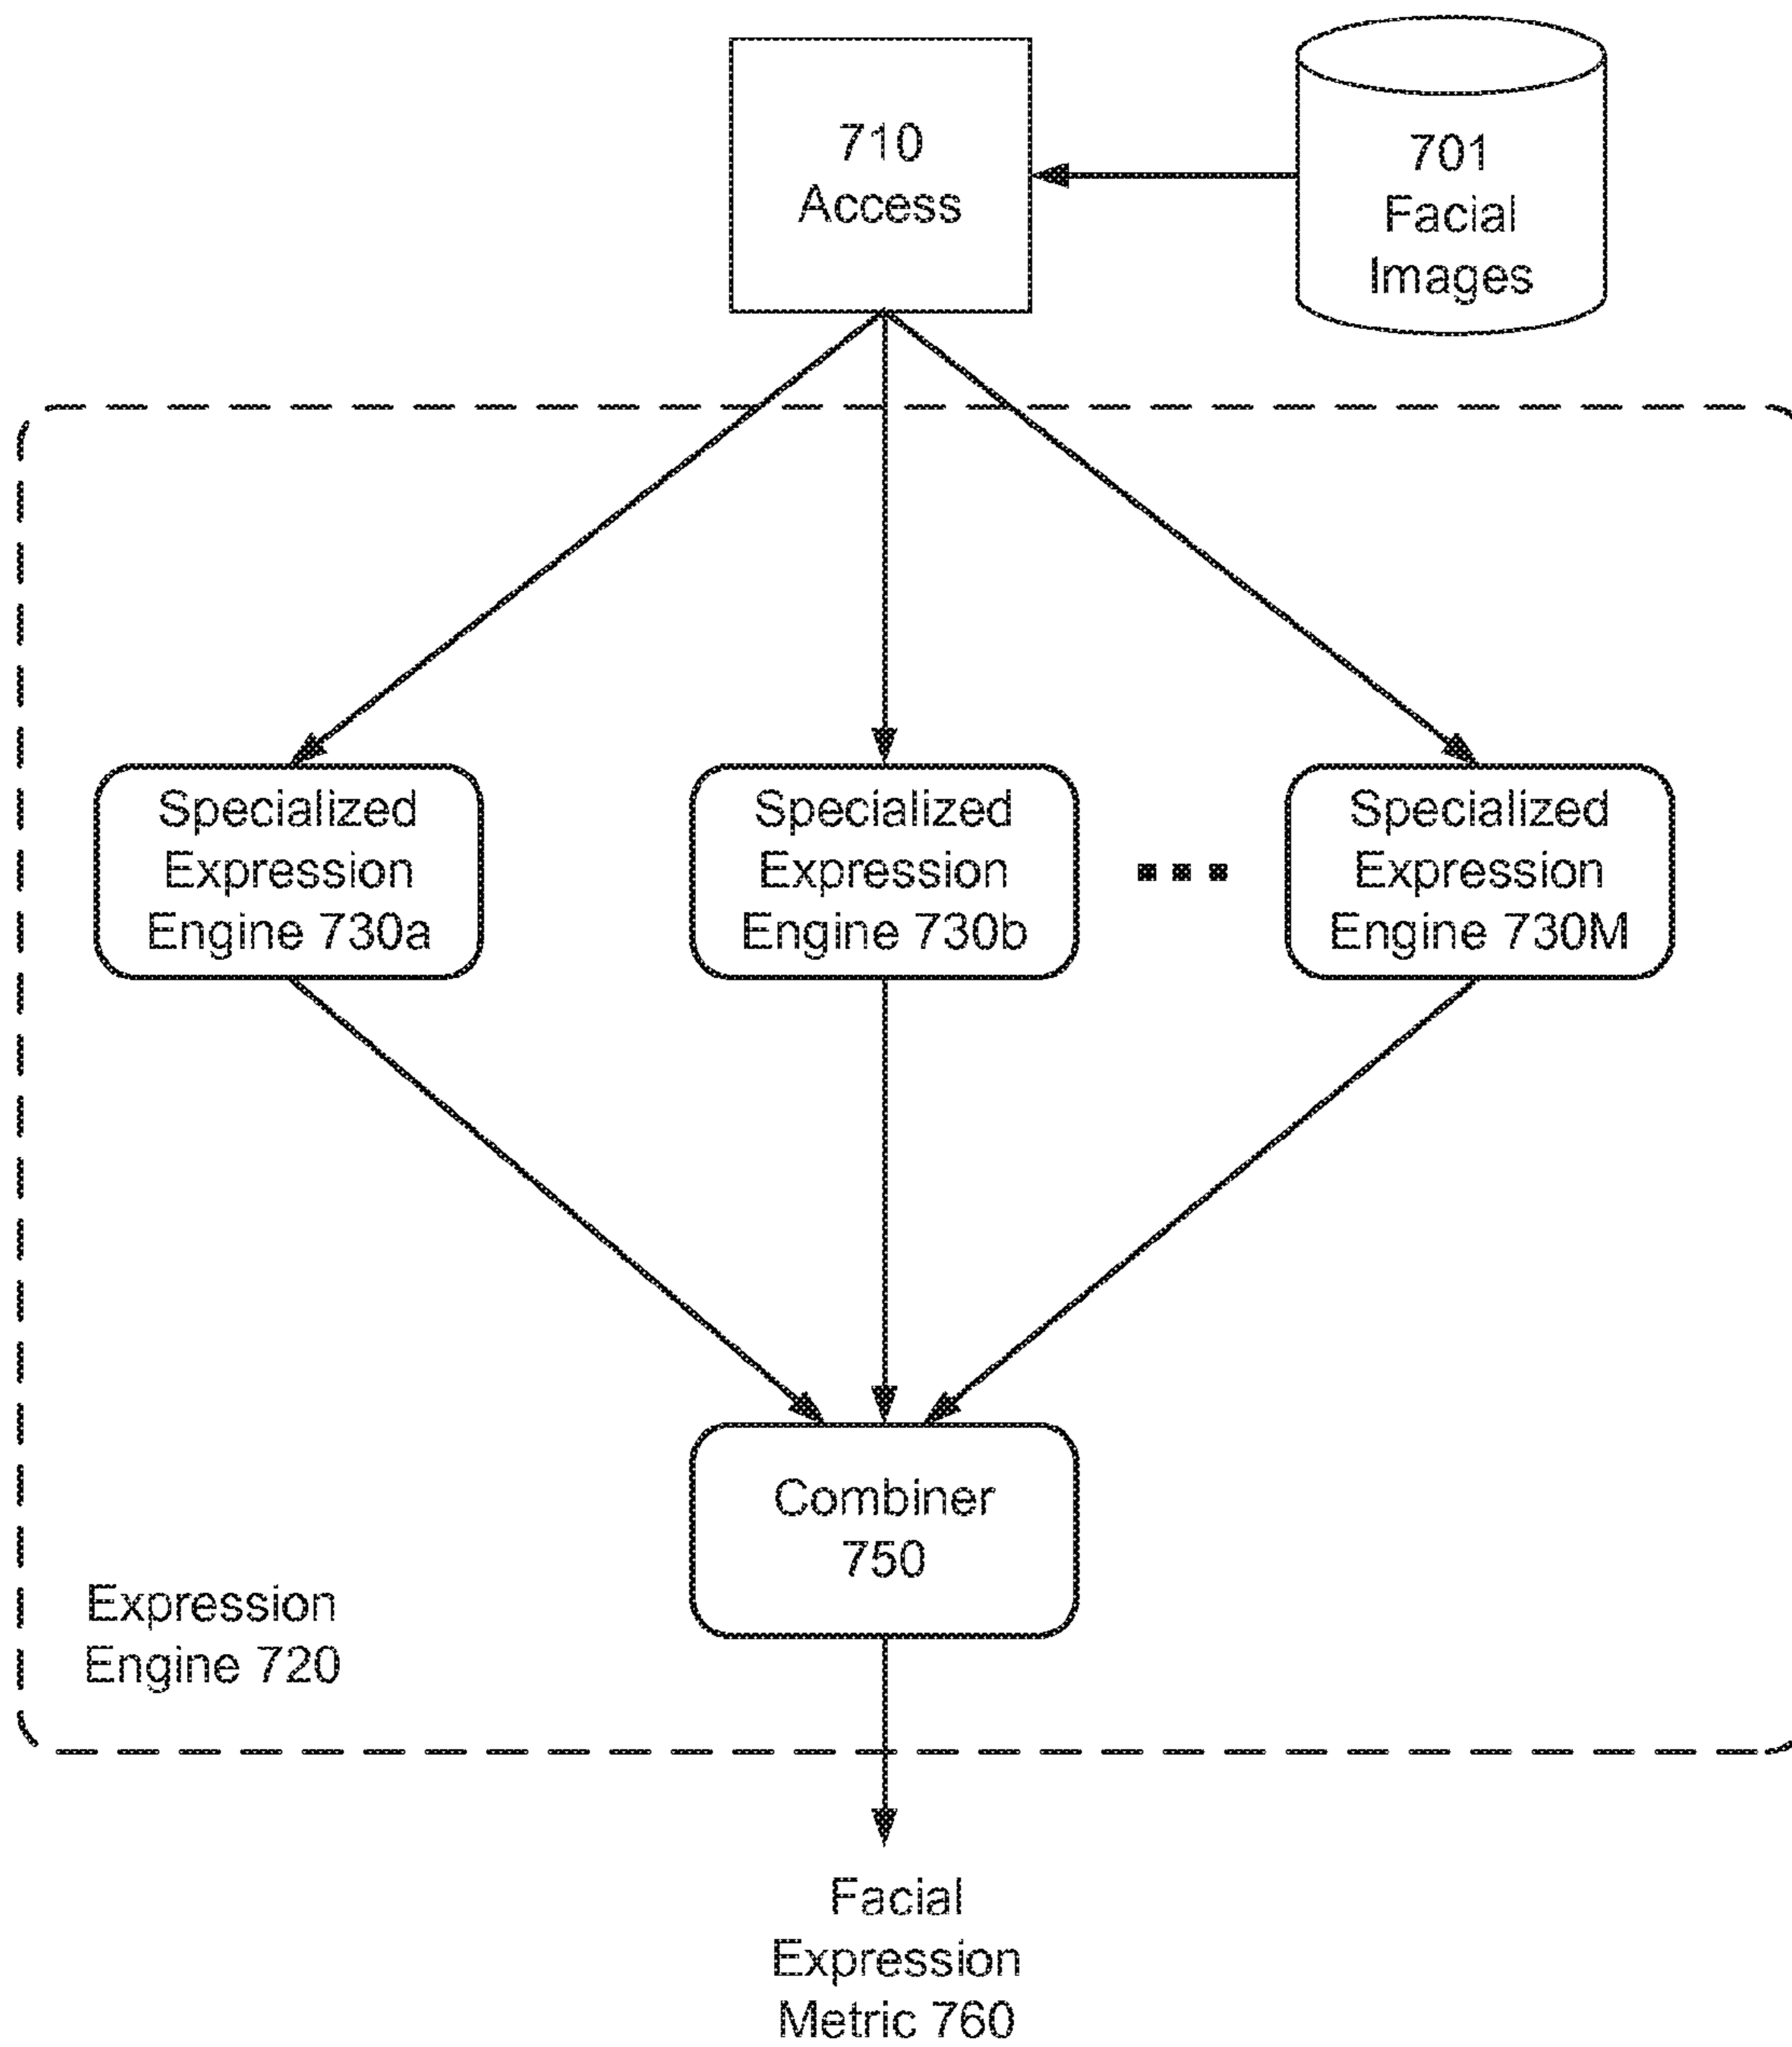 710
Access
701
Facial
Images
Specialized
Expression
Engine 730a
Specialized
Expression
Engine 730b
Specialized
Expression
Engine 730M
Combiner
750
Expression
Engine 720
Facial
Expression
Metric 760